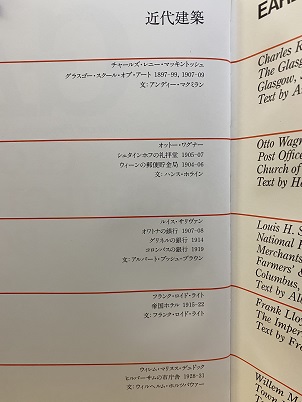 近代建築
チャールズ・レニー・マッキントッシュ
グラスゴー・スクール・オブ・アート 1897-99, 1907-09
文：アンディー・マクミラン
オットー・ワグナー
シュタインホフの礼拝堂 1905-07
ウィーンの郵便貯金局 1904-06
文：ハンス・ホライン
ルイス・サリヴァン
オワトナの銀行 1907-08
グリネルの銀行 1914
コロンバスの銀行 1919
文：アルバート・ブッシュ・ブラウン
フランク・ロイド・ライト
帝国ホテル 1915-22
文：フランク・ロイド・ライト
ウィレム・マリヌス・デュドック
ヒルバーサムの市庁舎 1928-31
文：ウィルヘルム・ホルツバウアー
Charles
The
Glasgow,
Text by
Otto
Post Office
Church of
Text by
Louis H.
National
Merchants
Farmers' &
Columbus,
Text by
Frank
The
Text by
Willem M
Town
Text by